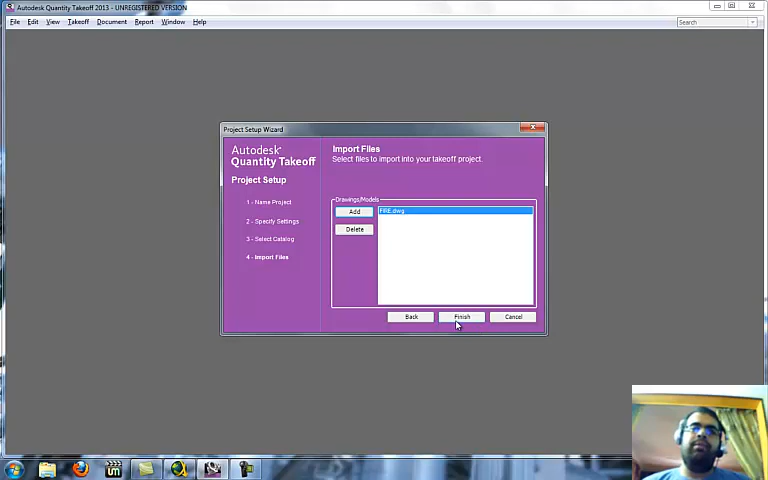 Autodesk Quantity Takeoff 2013 - UNREGISTERED VERSION
File Edit View Takeoff Document Report Window Help
Search
Project Setup Wizard
Autodesk
Quantity Takeoff
Project Setup
1 - Name Project
2 - Specify Settings
3 - Select Catalog
4 - Import Files
Import Files
Select files to import into your takeoff project.
Drawings/Models
Add
FIRE.dwg
Delete
Back Finish Cancel
um